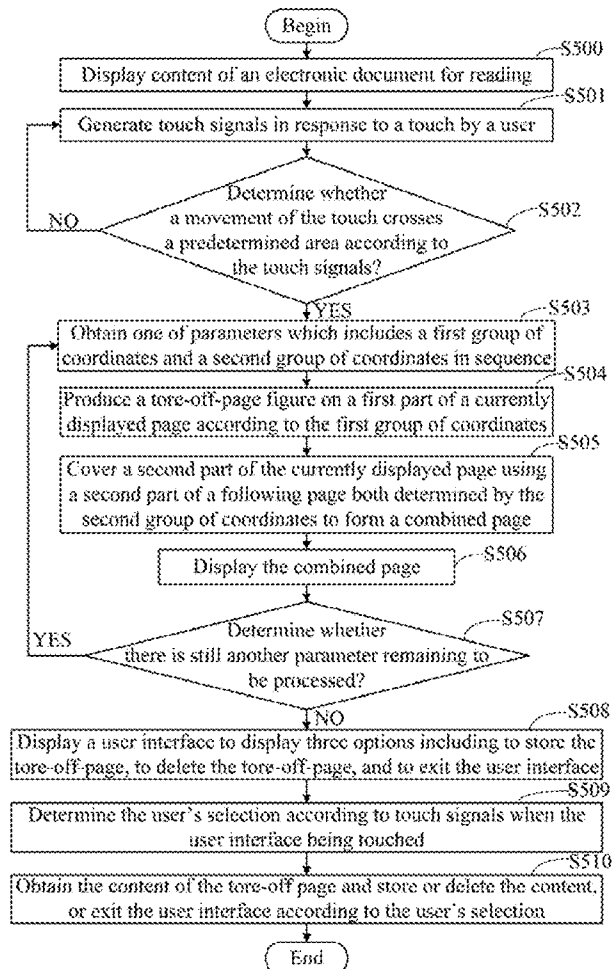 Begin
S500
Display content of an electronic document for reading
S501
Generate touch signals in response to a touch by a user
Determine whether
a movement of the touch crosses
a predetermined area according to
the touch signals?
S502
NO
YES
S503
Obtain one of parameters which includes a first group of
coordinates and a second group of coordinates in sequence
S504
Produce a tore-off-page figure on a first part of a currently
displayed page according to the first group of coordinates
S505
Cover a second part of the currently displayed page using
a second part of a following page both determined by the
second group of coordinates to form a combined page
S506
Display the combined page
S507
Determine whether
there is still another parameter remaining to
be processed?
YES
NO
S508
Display a user interface to display three options including to store the
tore-off-page, to delete the tore-off-page, and to exit the user interface
S509
Determine the user's selection according to touch signals when the
user interface being touched
S510
Obtain the content of the tore-off page and store or delete the content,
or exit the user interface according to the user's selection
End